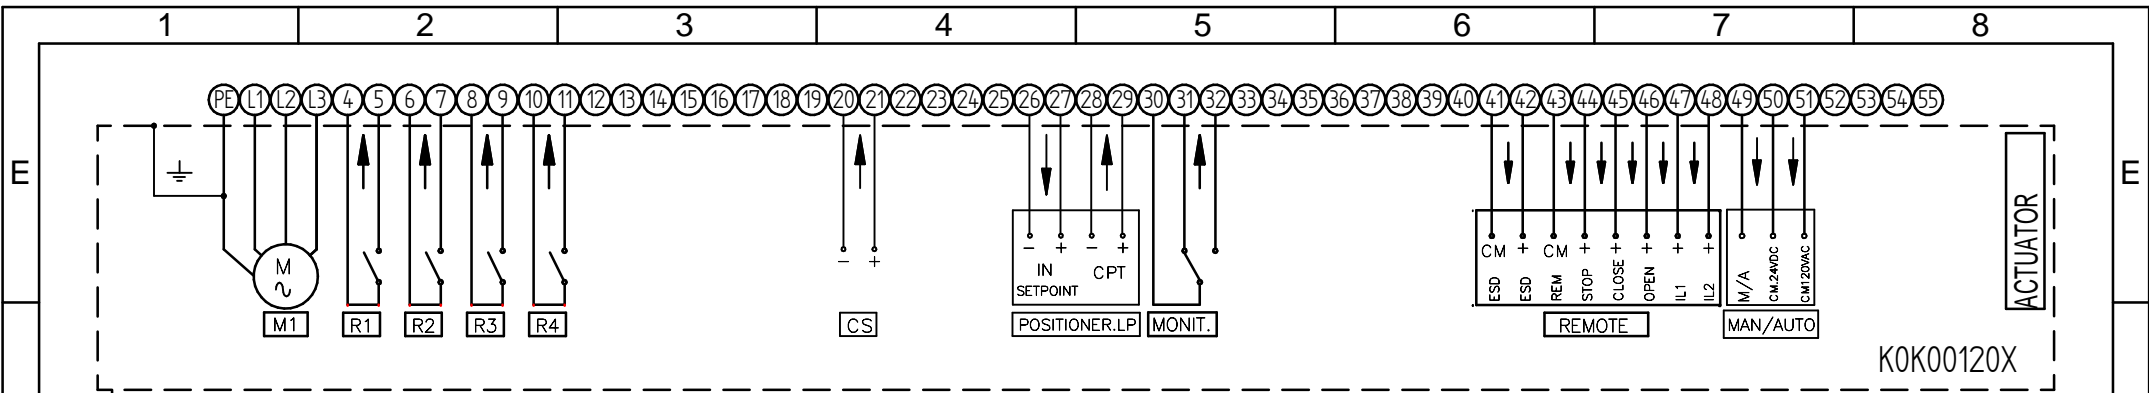 1 2 3 4 5 6 7 8
PE L1 L2 L3 4 5 6 7 8 9 10 11 12 13 14 15 16 17 18 19 20 21 22 23 24 25 26 27 28 29 30 31 32 33 34 35 36 37 38 39 40 41 42 43 44 45 46 47 48 49 50 51 52 53 54 55
E E
ACTUATOR
M
- +
- + - +
IN
SETPOINT
CPT
CM + CM + + + + +
ESD ESD REM STOP CLOSE OPEN IL1 IL2
M/A CM.24VDC CM120VAC
M1 R1 R2 R3 R4 CS POSITIONER.LP MONIT. REMOTE MAN/AUTO
K0K00120X